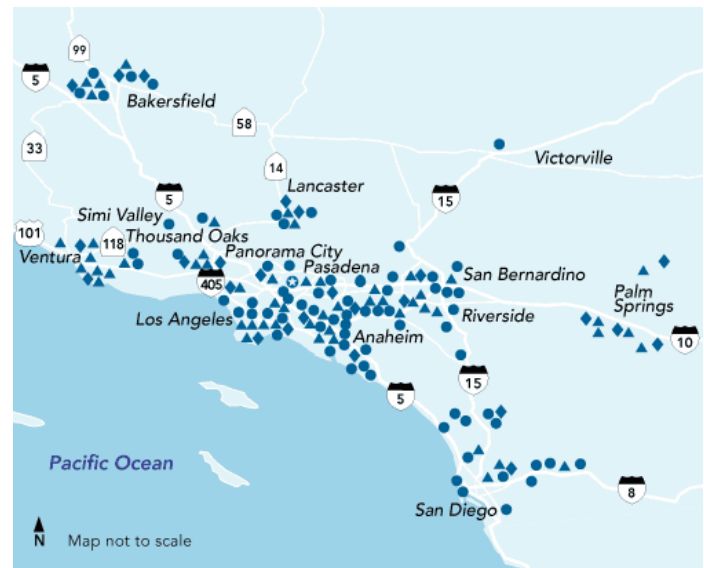 99
5
Bakersfield
58
33
14
Victorville
Lancaster
5
15
Simi Valley
101
118
Thousand Oaks
Panorama City
Ventura
Pasadena
San Bernardino
405
Palm
Springs
Los Angeles
Riverside
Anaheim
10
15
5
Pacific Ocean
8
San Diego
N
Map not to scale